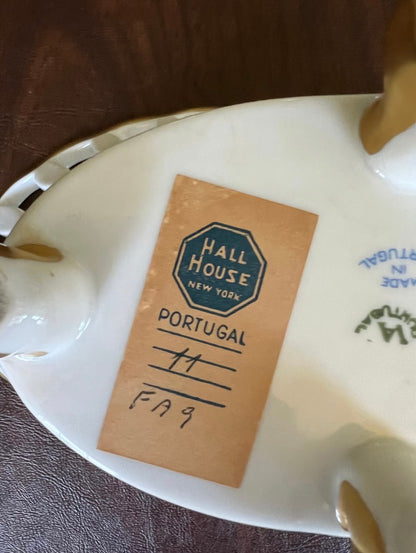 HALL
HOUSE
NEW YORK
PORTUGAL
11
FA9
MADE
IN
PORTUGAL